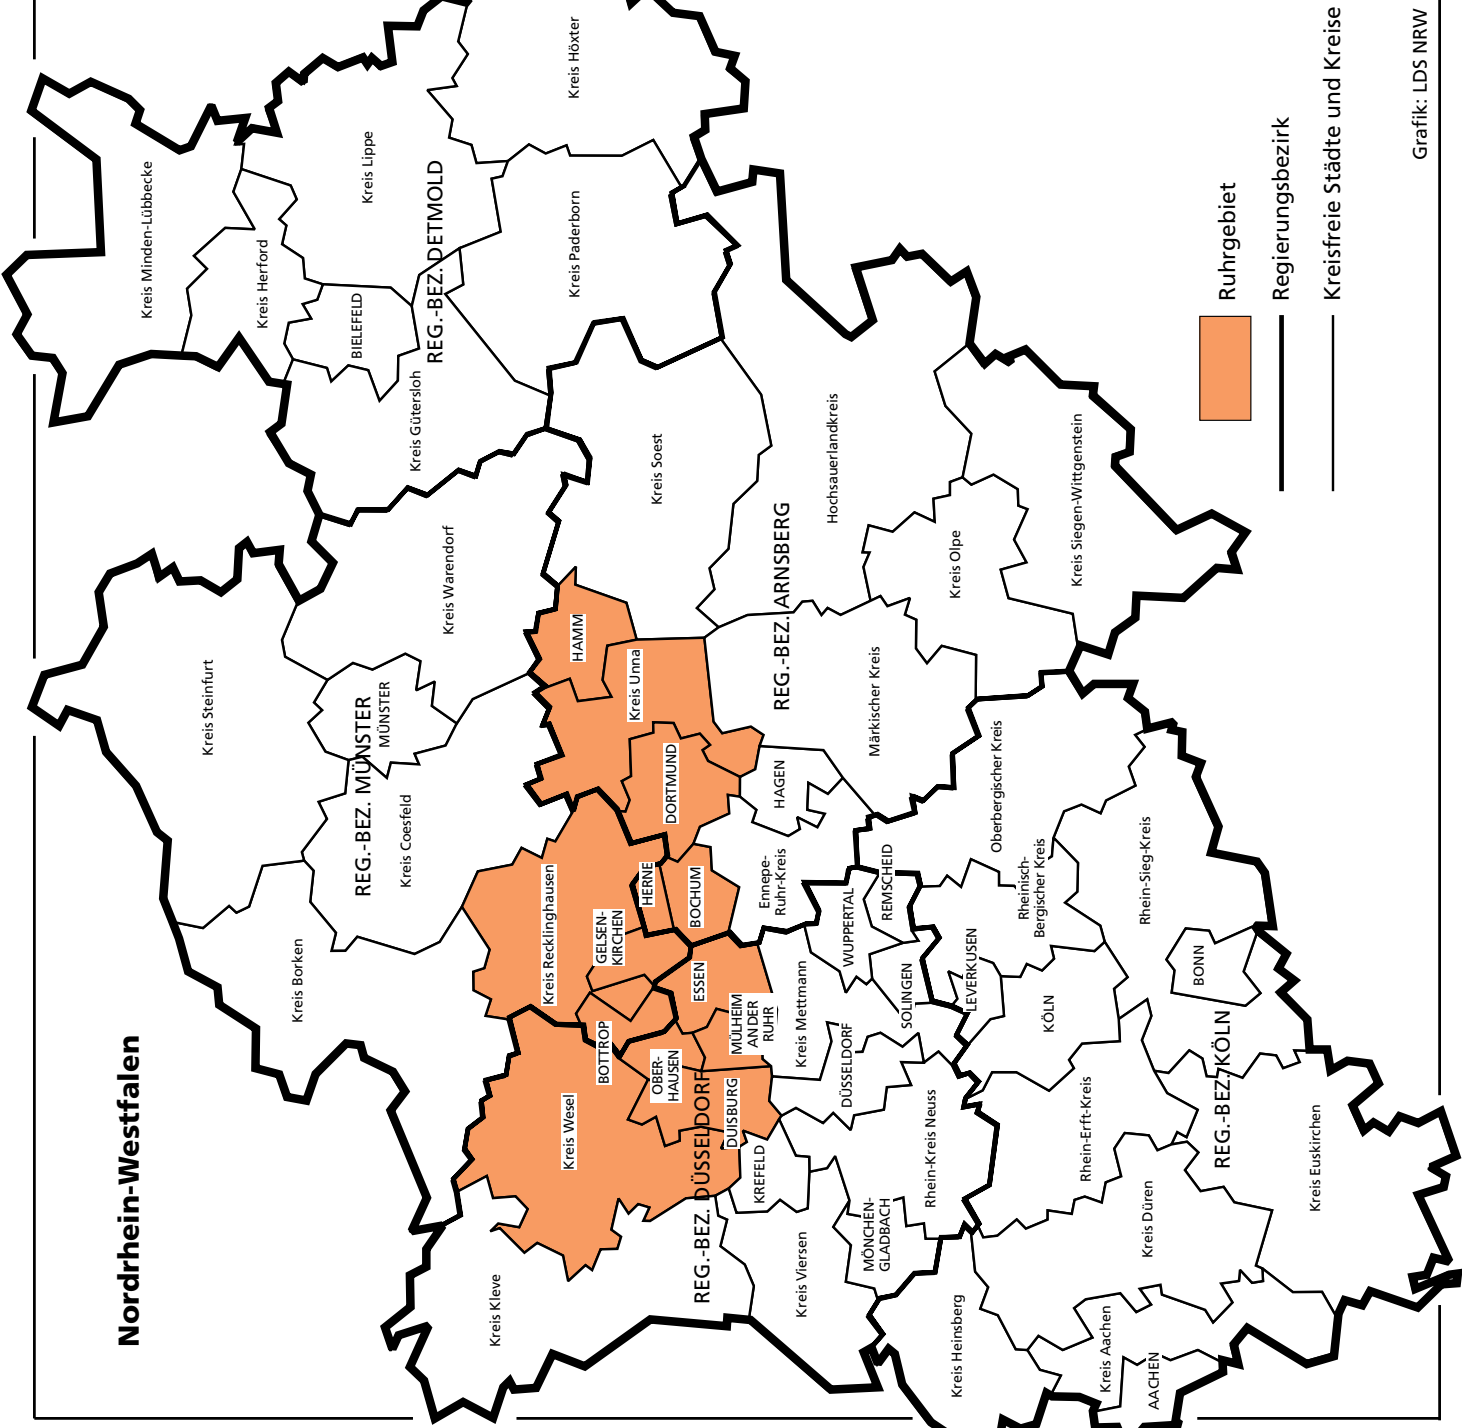 Nordrhein-Westfalen
Kreis Minden-Lübbecke
Kreis Herford
Kreis Lippe
BIELEFELD
REG.-BEZ. DETMOLD
Kreis Gütersloh
Kreis Höxter
Kreis Paderborn
Kreis Steinfurt
Kreis Warendorf
MÜNSTER
REG.-BEZ. MÜNSTER
Kreis Coesfeld
Kreis Borken
Kreis Recklinghausen
GELSEN-
KIRCHEN
BOTTROP
Kreis Soest
HAMM
Kreis Unna
DORTMUND
HERNE
BOCHUM
HAGEN
Ennepe-
Ruhr-Kreis
REG.-BEZ. ARNSBERG
Hochsauerlandkreis
Märkischer Kreis
Kreis Olpe
Kreis Siegen-Wittgenstein
Kreis Kleve
Kreis Wesel
OBER-
HAUSEN
ESSEN
MÜLHEIM
AN DER
RUHR
DUISBURG
REG.-BEZ. DÜSSELDORF
KREFELD
Kreis Viersen
MÖNCHEN-
GLADBACH
Kreis Mettmann
DÜSSELDORF
WUPPERTAL
REMSCHEID
SOLINGEN
Rhein-Kreis Neuss
Oberbergischer Kreis
Rheinisch-
Bergischer Kreis
LEVERKUSEN
KÖLN
Rhein-Sieg-Kreis
BONN
Rhein-Erft-Kreis
REG.-BEZ. KÖLN
Kreis Düren
Kreis Euskirchen
Kreis Heinsberg
Kreis Aachen
AACHEN
Ruhrgebiet
Regierungsbezirk
Kreisfreie Städte und Kreise
Grafik: LDS NRW